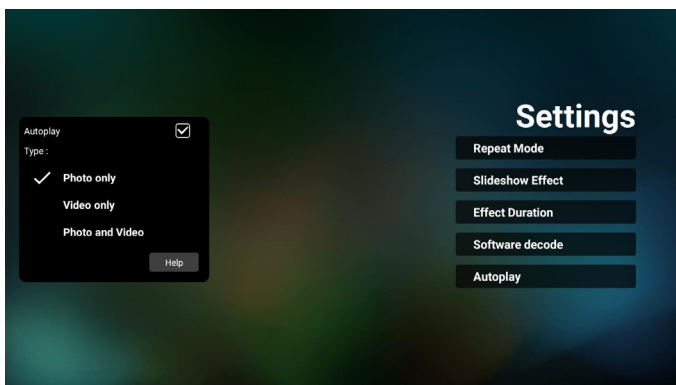 Autoplay
Type :
Photo only
Video only
Photo and Video
Help
Settings
Repeat Mode
Slideshow Effect
Effect Duration
Software decode
Autoplay